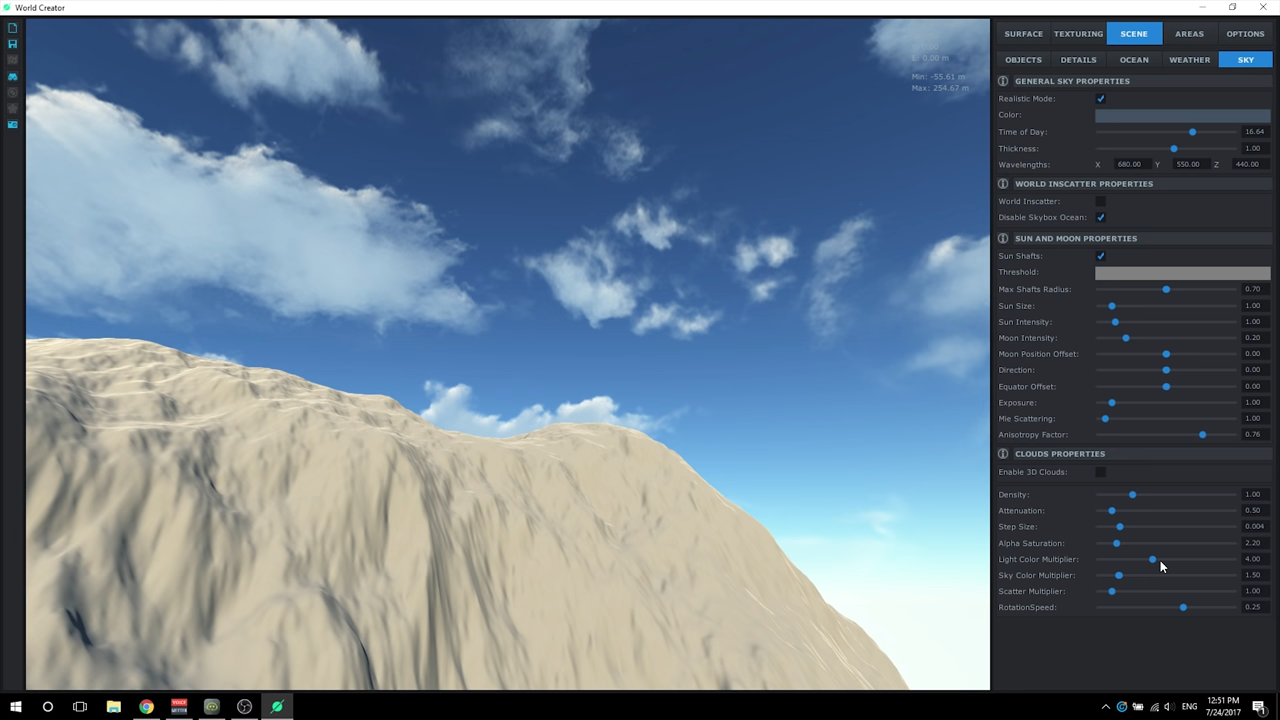 World Creator
SURFACE TEXTURING SCENE AREAS OPTIONS
OBJECTS DETAILS OCEAN WEATHER SKY
0.00 m
Min: -55.61 m
Max: 254.67 m
GENERAL SKY PROPERTIES
Realistic Mode:
Color:
Time of Day: 16.64
Thickness: 1.00
Wavelengths: X 680.00 Y 550.00 Z 440.00
WORLD INSCATTER PROPERTIES
World Inscatter:
Disable Skybox Ocean:
SUN AND MOON PROPERTIES
Sun Shafts:
Threshold:
Max Shafts Radius: 0.70
Sun Size: 1.00
Sun Intensity: 1.00
Moon Intensity: 0.20
Moon Position Offset: 0.00
Direction: 0.00
Equator Offset: 0.00
Exposure: 1.00
Mie Scattering: 1.00
Anisotropy Factor: 0.76
CLOUDS PROPERTIES
Enable 3D Clouds:
Density: 1.00
Attenuation: 0.50
Step Size: 0.004
Alpha Saturation: 2.20
Light Color Multiplier: 4.00
Sky Color Multiplier: 1.50
Scatter Multiplier: 1.00
RotationSpeed: 0.25
ENG
12:51 PM
7/24/2017